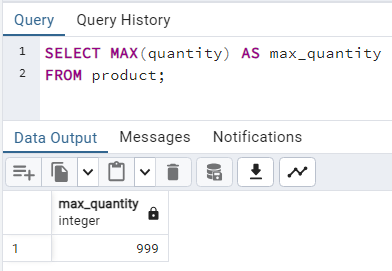 Query Query History
1 SELECT MAX(quantity) AS max_quantity
2 FROM product;
Data Output Messages Notifications
max_quantity
integer
1 999